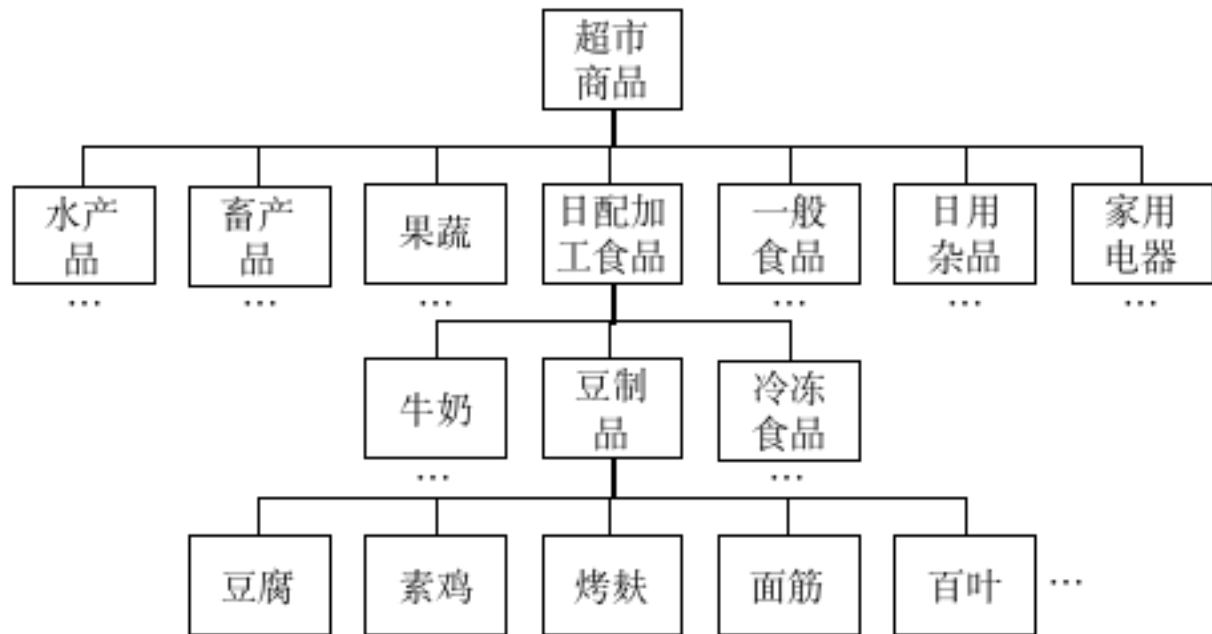 超市
商品
水产
品
畜产
品
果蔬
日配加
工食品
一般
食品
日用
杂品
家用
电器
… … … … … …
牛奶
豆制
品
冷冻
食品
… …
豆腐
素鸡
烤麸
面筋
百叶
…